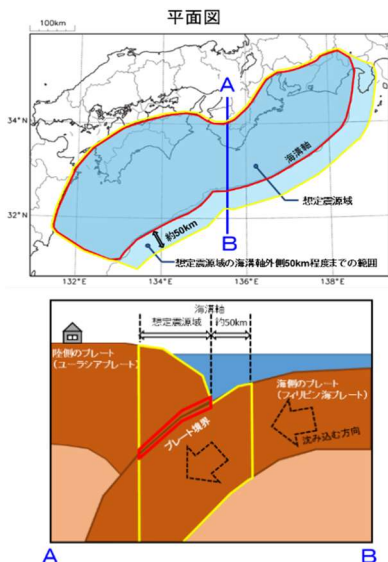 平面図
100km
A
34°N
海溝軸
想定震源域
32°N
約50km
B
想定震源域の海溝軸外側50km程度までの範囲
132°E
134°E
136°E
138°E
海溝軸
想定震源域
約50km
陸側のプレート
(ユーラシアプレート)
海側のプレート
(フィリピン海プレート)
プレート境界
沈み込む方向
A
B